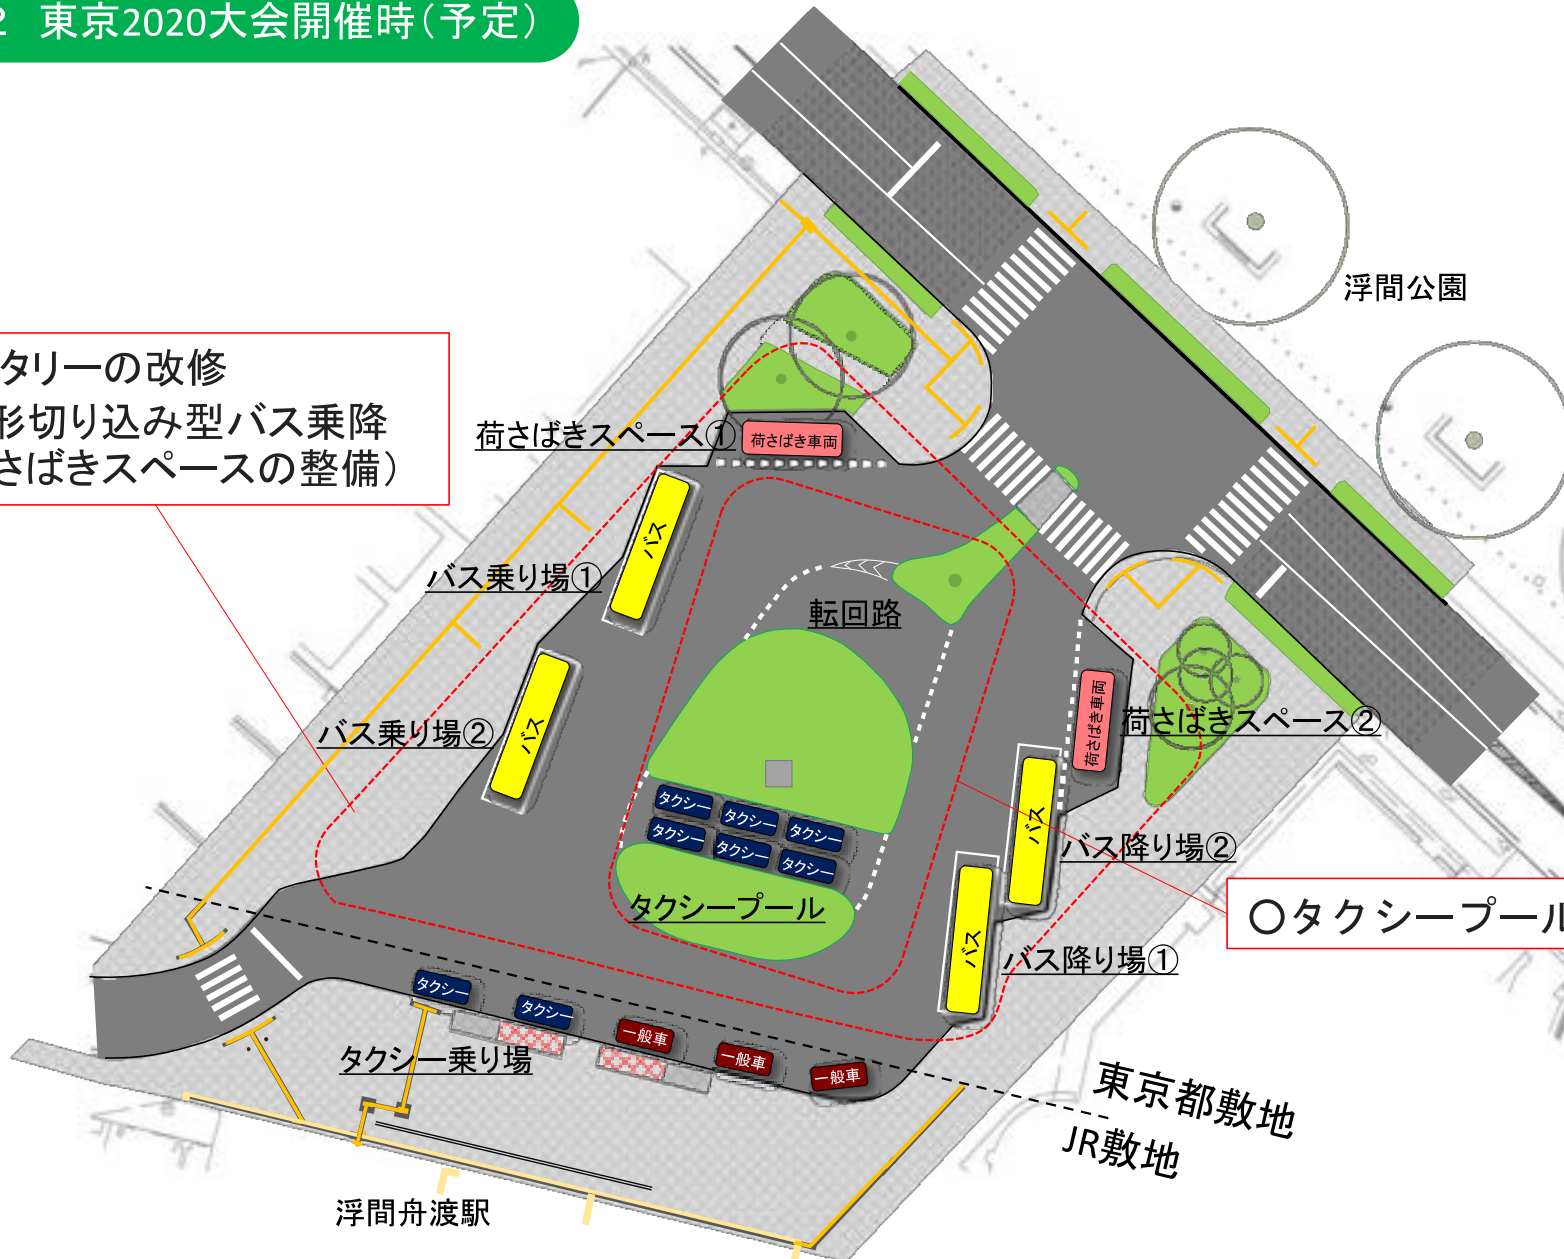 2 東京2020大会開催時（予定）
浮間公園
タリーの改修
形切り込み型バス乗降
さばきスペースの整備）
荷さばきスペース①
荷さばき車両
バス
バス乗り場①
転回路
バス
バス乗り場②
荷さばき車両
荷さばきスペース②
タクシー
タクシー
タクシー
タクシー
タクシー
タクシー
バス
バス降り場②
タクシープール
〇タクシープール
バス
バス降り場①
タクシー
タクシー
一般車
一般車
一般車
タクシー乗り場
東京都敷地
JR敷地
浮間舟渡駅